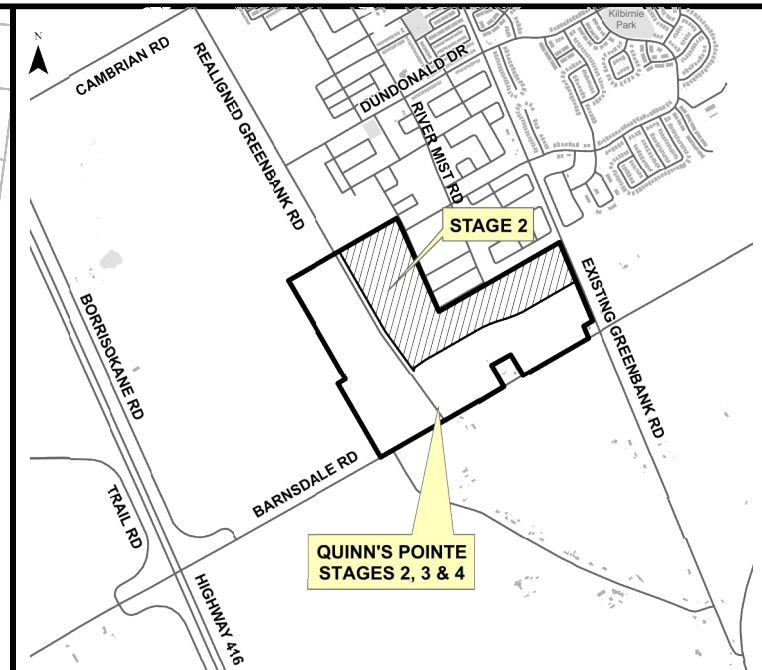 Kilbirnie
Park
N
CAMBRIAN RD
REALIGNED GREENBANK RD
DUNDONALD DR
RIVER MIST RD
STAGE 2
EXISTING GREENBANK RD
BORRISOKANE RD
BARNSDALE RD
TRAIL RD
QUINN'S POINTE
STAGES 2, 3 & 4
HIGHWAY 416